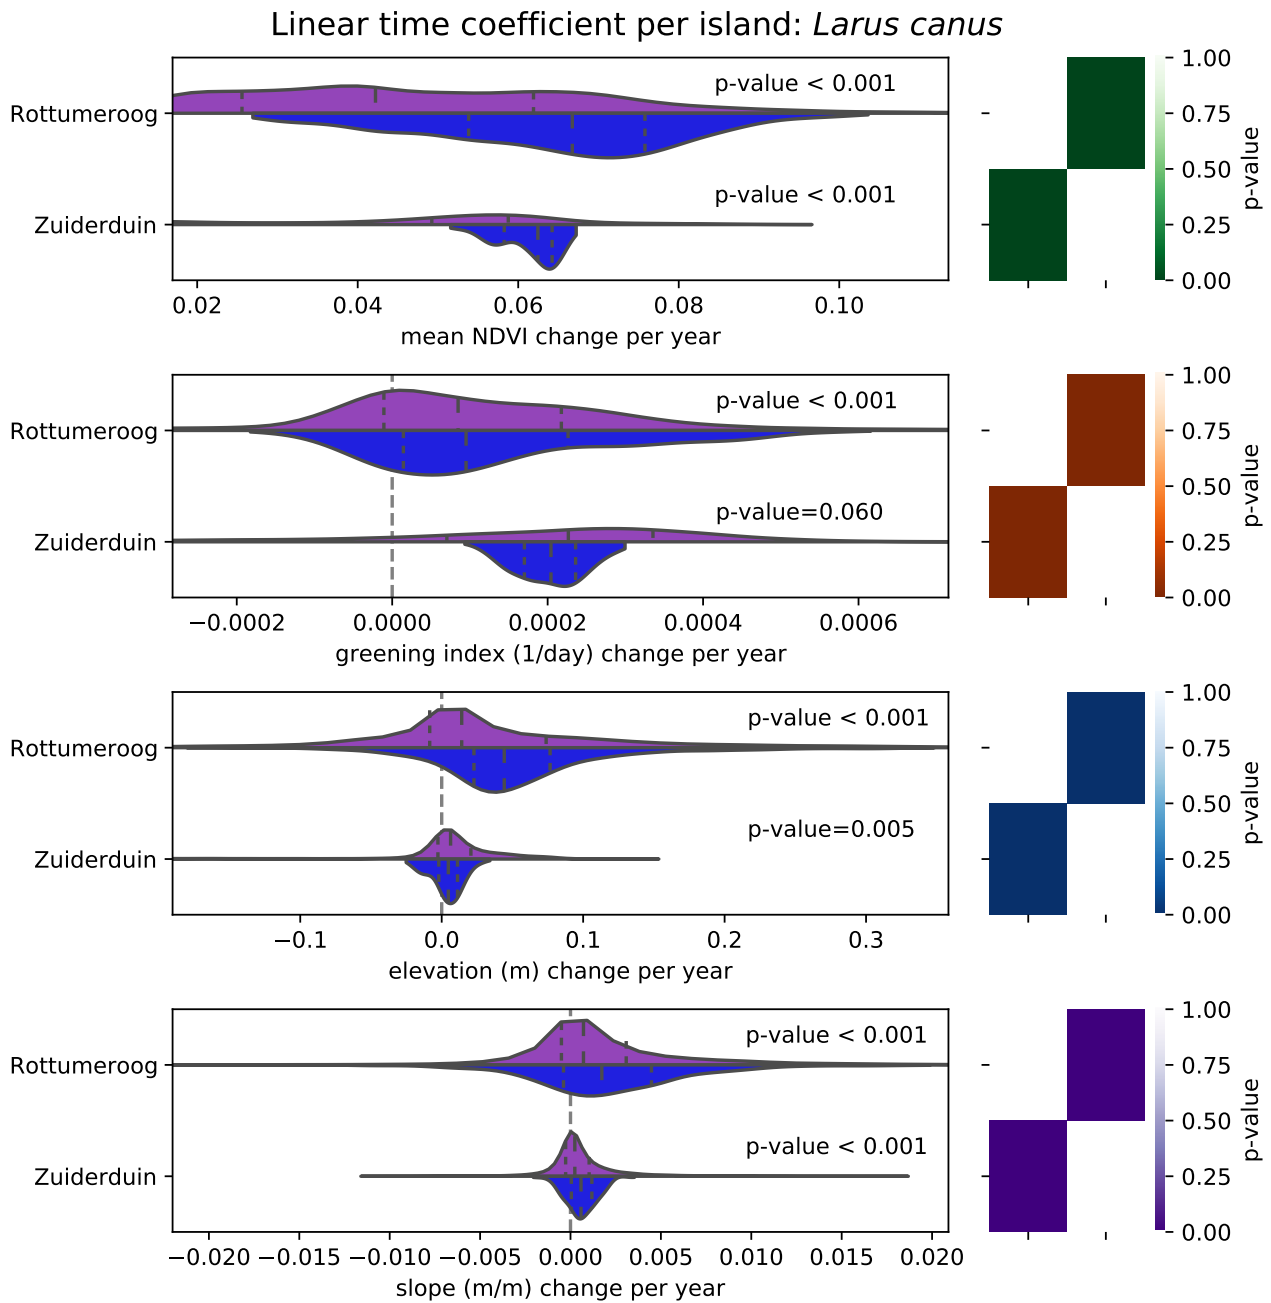 Linear time coefficient per island: Larus canus
Rottumeroog
p-value < 0.001
Zuiderduin
p-value < 0.001
0.02 0.04 0.06 0.08 0.10
mean NDVI change per year
1.00
0.75
0.50
0.25
0.00
p-value
Rottumeroog
p-value < 0.001
Zuiderduin
p-value=0.060
−0.0002 0.0000 0.0002 0.0004 0.0006
greening index (1/day) change per year
1.00
0.75
0.50
0.25
0.00
p-value
Rottumeroog
p-value < 0.001
Zuiderduin
p-value=0.005
−0.1 0.0 0.1 0.2 0.3
elevation (m) change per year
1.00
0.75
0.50
0.25
0.00
p-value
Rottumeroog
p-value < 0.001
Zuiderduin
p-value < 0.001
−0.020 −0.015 −0.010 −0.005 0.000 0.005 0.010 0.015 0.020
slope (m/m) change per year
1.00
0.75
0.50
0.25
0.00
p-value